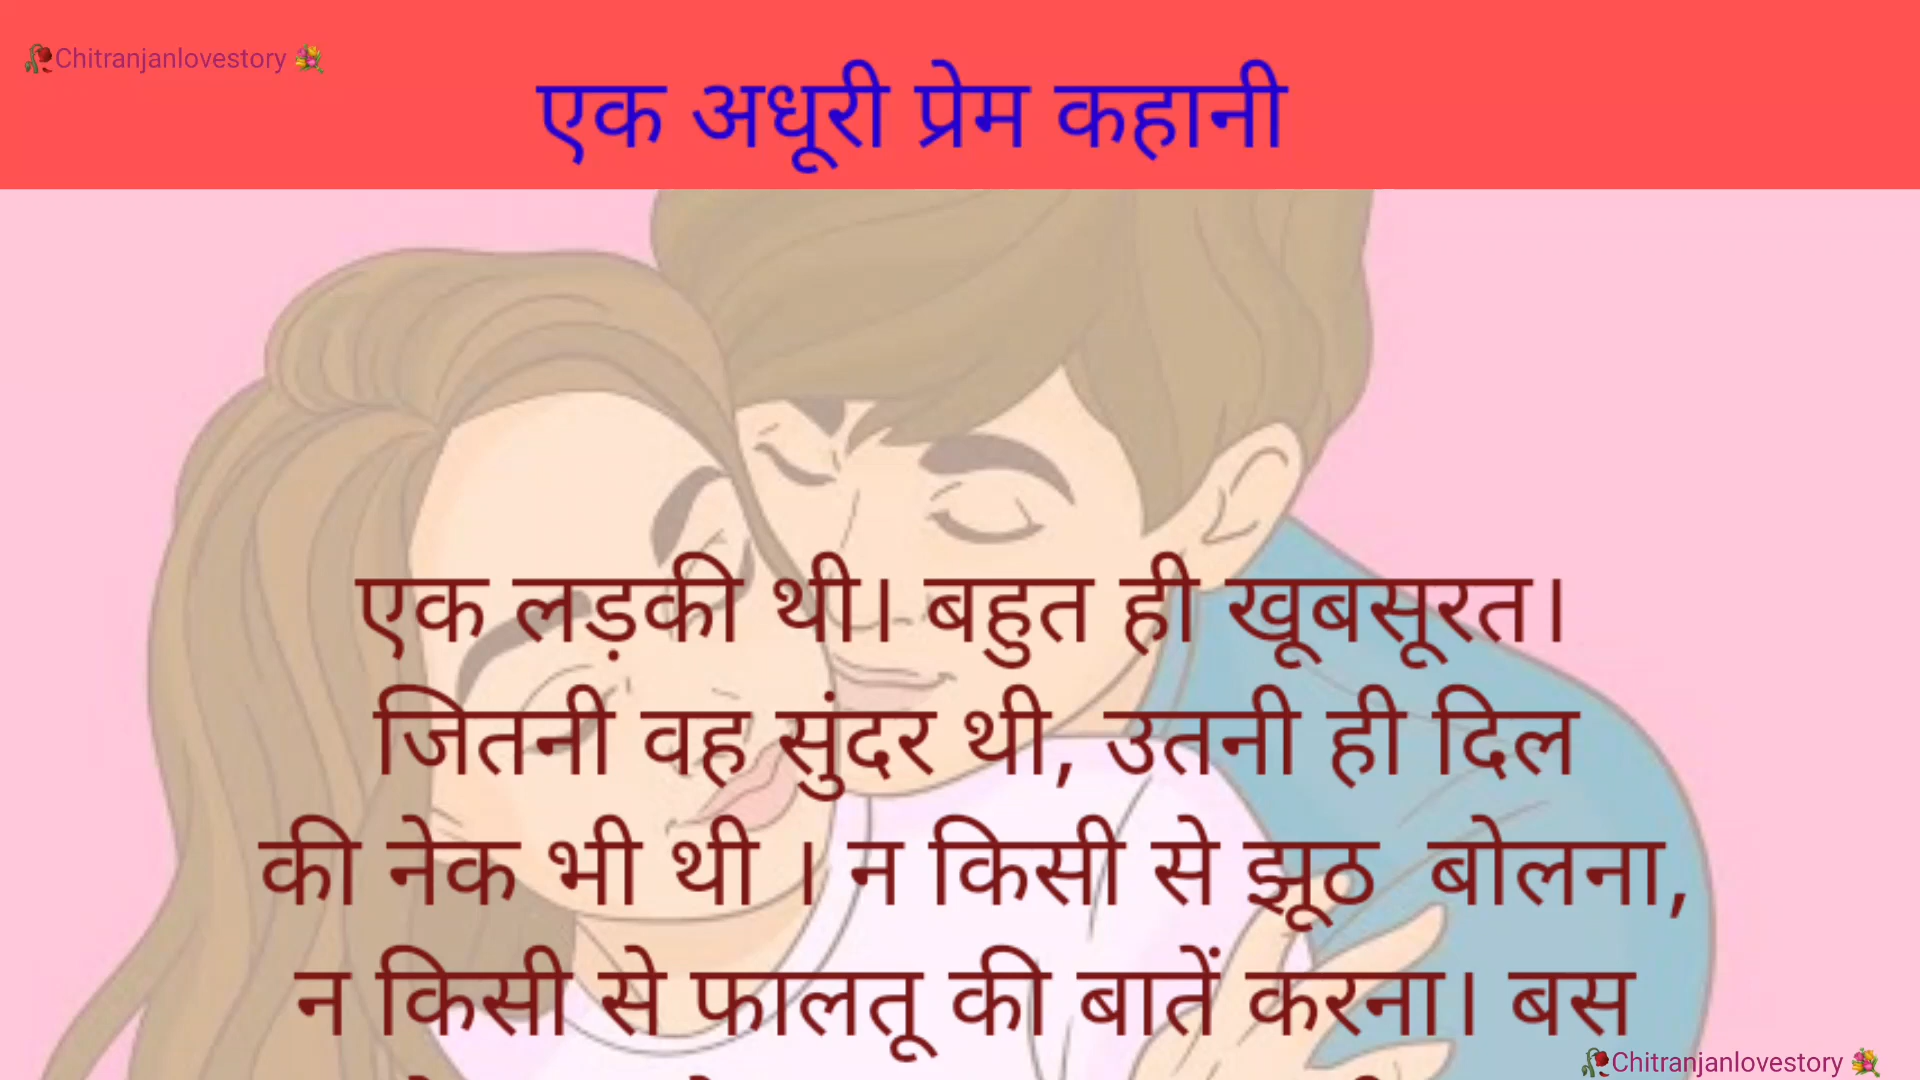 🥀Chitranjanlovestory 💐
एक अधूरी प्रेम कहानी
एक लड़की थी। बहुत ही खूबसूरत।
जितनी वह सुंदर थी, उतनी ही दिल
की नेक भी थी । न किसी से झूठ  बोलना,
न किसी से फालतू की बातें करना। बस
🥀Chitranjanlovestory 💐